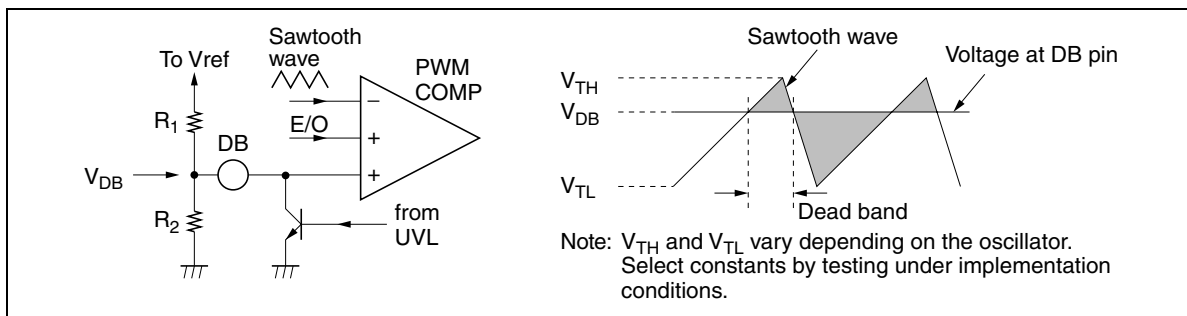 Sawtooth
wave
To Vref
PWM
COMP
R1
−
E/O
+
DB
+
VDB
R2
from
UVL
Sawtooth wave
Voltage at DB pin
VTH
VDB
VTL
Dead band
Note: VTH and VTL vary depending on the oscillator.
Select constants by testing under implementation
conditions.